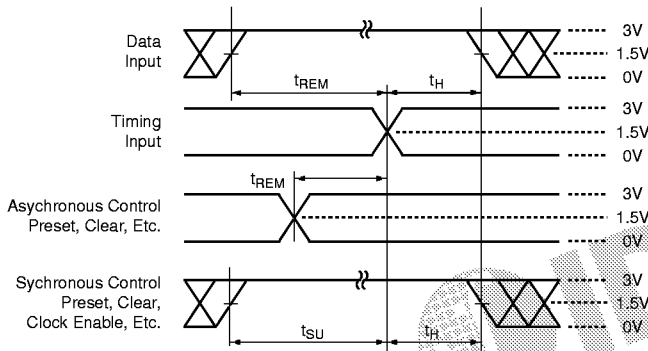 Data
Input
3V
1.5V
0V
tREM
tH
Timing
Input
3V
1.5V
0V
tREM
Asychronous Control
Preset, Clear, Etc.
3V
1.5V
0V
Sychronous Control
Preset, Clear,
Clock Enable, Etc.
3V
1.5V
0V
tSU
tH